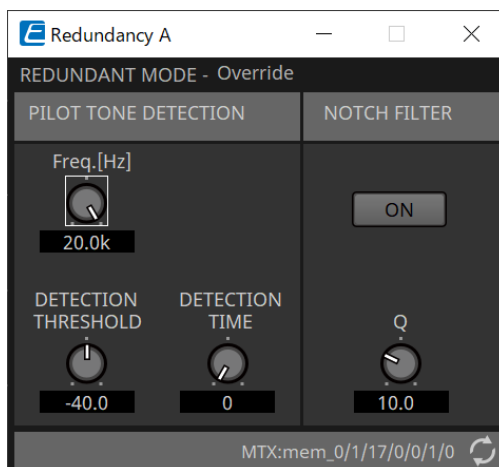 Redundancy A
REDUNDANT MODE - Override
PILOT TONE DETECTION
NOTCH FILTER
Freq.[Hz]
20.0k
ON
DETECTION THRESHOLD
DETECTION TIME
Q
-40.0
0
10.0
MTX:mem_0/1/17/0/0/1/0